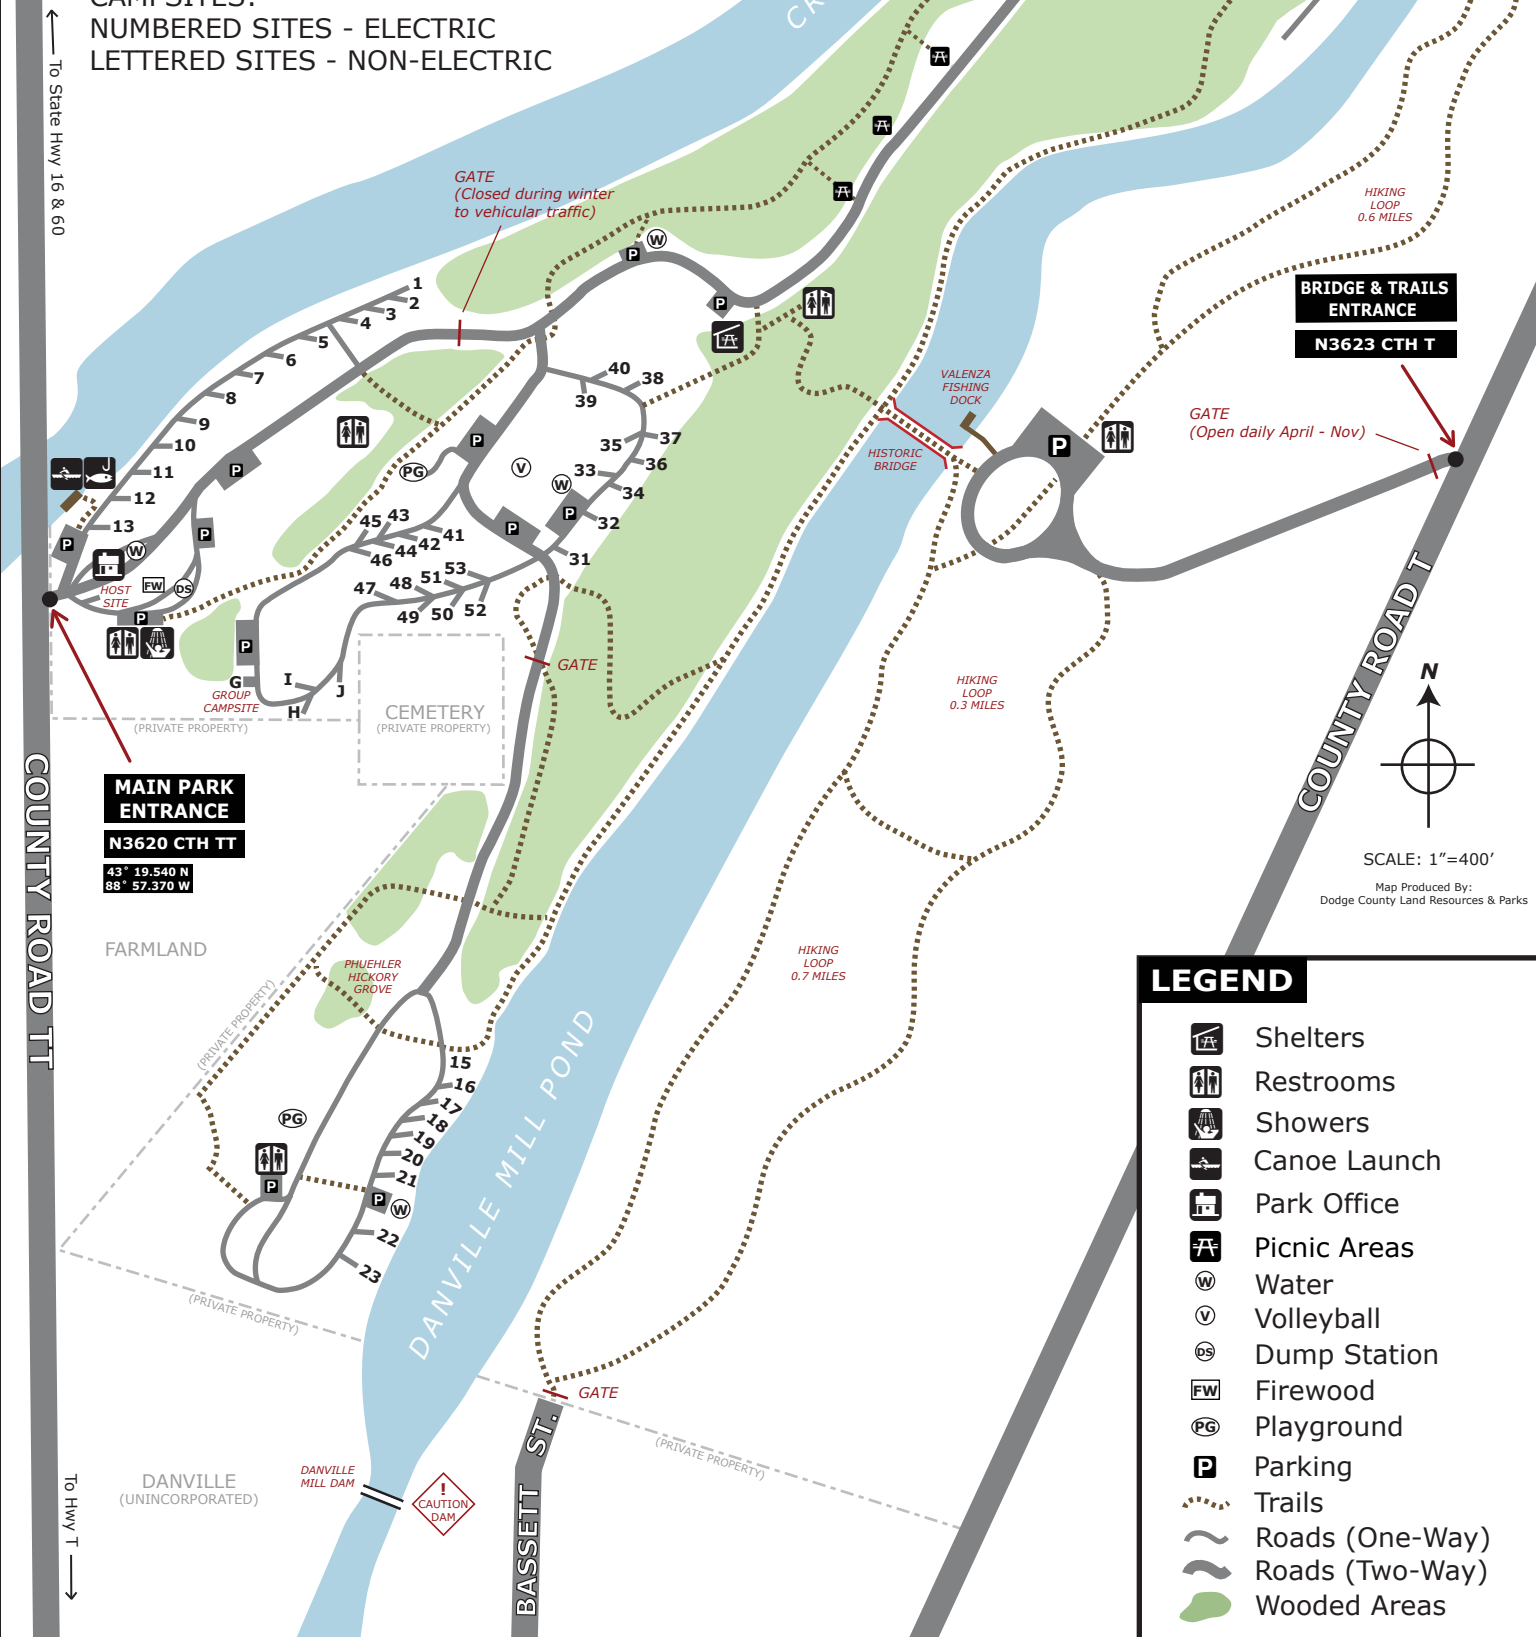 CAMPSITES:
NUMBERED SITES - ELECTRIC
LETTERED SITES - NON-ELECTRIC
To State Hwy 16 & 60
GATE
(Closed during winter
to vehicular traffic)
HIKING
LOOP
0.6 MILES
BRIDGE & TRAILS
ENTRANCE
N3623 CTH T
GATE
(Open daily April - Nov)
VALENZA
FISHING
DOCK
HISTORIC
BRIDGE
W
P
P
P
1
2
3
4
5
6
7
8
9
10
11
12
13
P
P
P
W
HOST
SITE
FW
DS
P
PG
P
V
W
P
P
40
39
38
37
36
35
34
33
32
31
45
43
41
42
44
46
47
48
51
53
49
50
52
P
G
GROUP
CAMPSITE
I
H
J
GATE
(PRIVATE PROPERTY)
CEMETERY
(PRIVATE PROPERTY)
HIKING
LOOP
0.3 MILES
COUNTY ROAD T
N
SCALE: 1”=400’
Map Produced By:
Dodge County Land Resources & Parks
COUNTY ROAD TT
MAIN PARK
ENTRANCE
N3620 CTH TT
43° 19.540 N
88° 57.370 W
FARMLAND
PHUEHLER
HICKORY
GROVE
(PRIVATE PROPERTY)
HIKING
LOOP
0.7 MILES
15
16
17
18
19
20
21
22
23
PG
P
P
W
DANVILLE MILL POND
(PRIVATE PROPERTY)
GATE
BASSETT ST.
(PRIVATE PROPERTY)
DANVILLE
(UNINCORPORATED)
DANVILLE
MILL DAM
!
CAUTION
DAM
To Hwy T
LEGEND
Shelters
Restrooms
Showers
Canoe Launch
Park Office
Picnic Areas
W Water
V Volleyball
DS Dump Station
FW Firewood
PG Playground
P Parking
Trails
Roads (One-Way)
Roads (Two-Way)
Wooded Areas